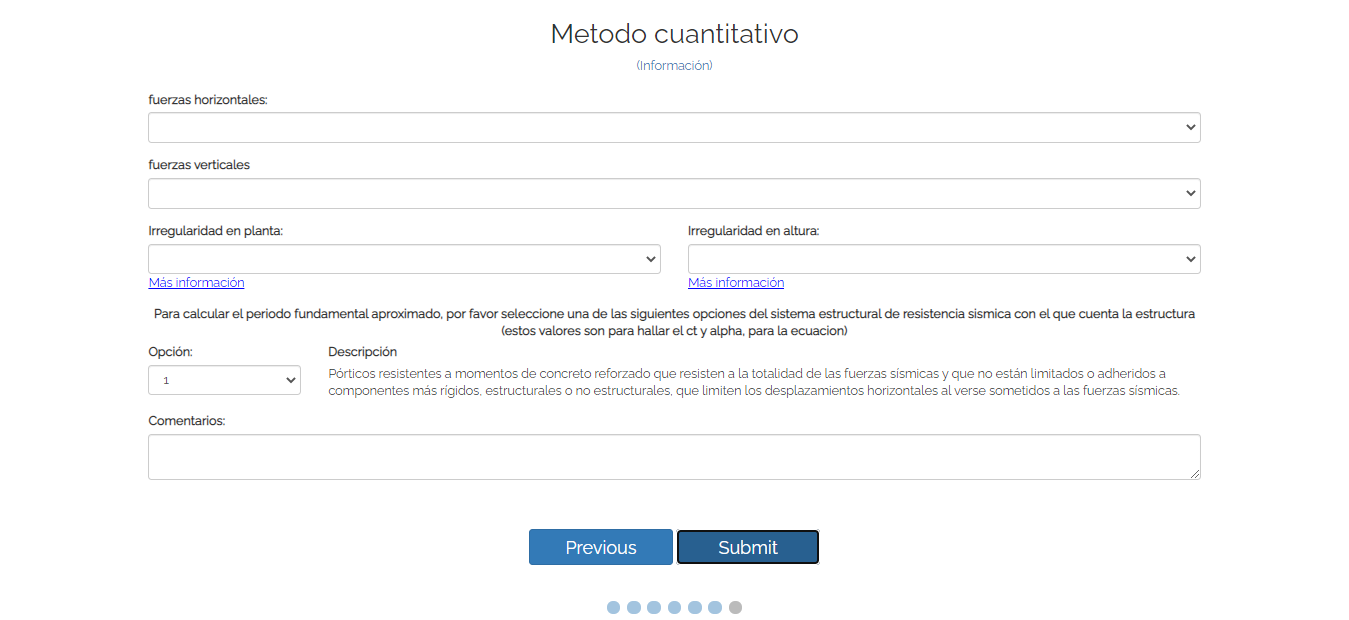 Metodo cuantitativo
(Información)
fuerzas horizontales:
fuerzas verticales
Irregularidad en planta:
Irregularidad en altura:
Más información
Más información
Para calcular el periodo fundamental aproximado, por favor seleccione una de las siguientes opciones del sistema estructural de resistencia sismica con el que cuenta la estructura
(estos valores son para hallar el ct y alpha, para la ecuacion)
Opción:
Descripción
1
Pórticos resistentes a momentos de concreto reforzado que resisten a la totalidad de las fuerzas sísmicas y que no están limitados o adheridos a
componentes más rígidos, estructurales o no estructurales, que limiten los desplazamientos horizontales al verse sometidos a las fuerzas sísmicas.
Comentarios:
Previous
Submit